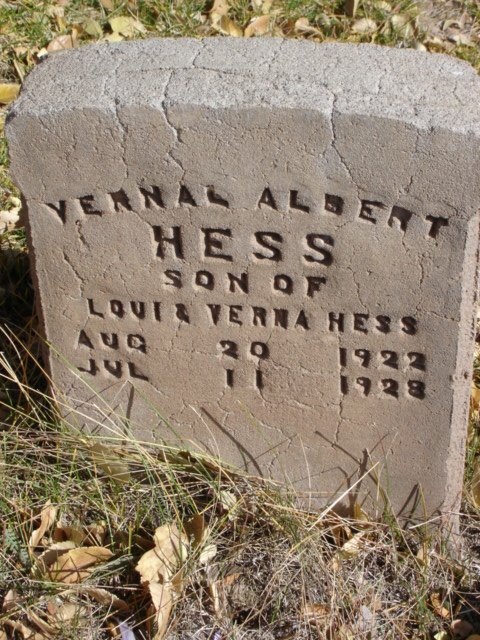 VERNAL ALBERT
HESS
SON OF
LOUI & VERNA HESS
AUG 20 1922
JUL 11 1928